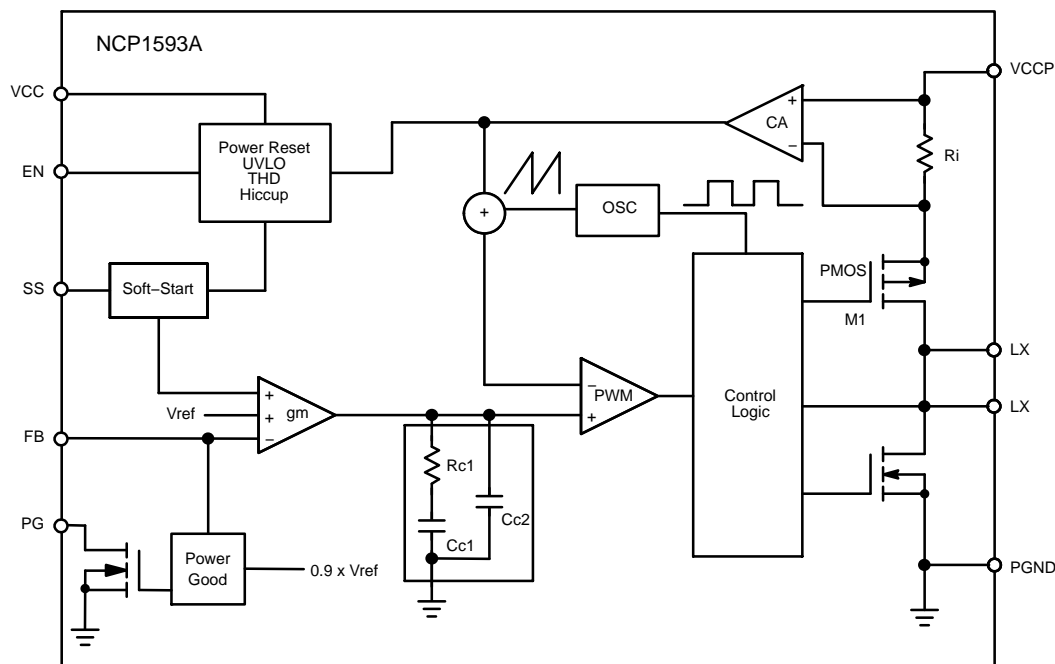 NCP1593A
VCC
VCCP
+
CA
−
Power Reset
UVLO
THD
Hiccup
EN
Ri
+
OSC
PMOS
SS
Soft−Start
M1
LX
−
PWM
+
Control
Logic
+
Vref
+
gm
−
LX
FB
Rc1
Cc2
Cc1
PG
Power
Good
0.9 x Vref
PGND